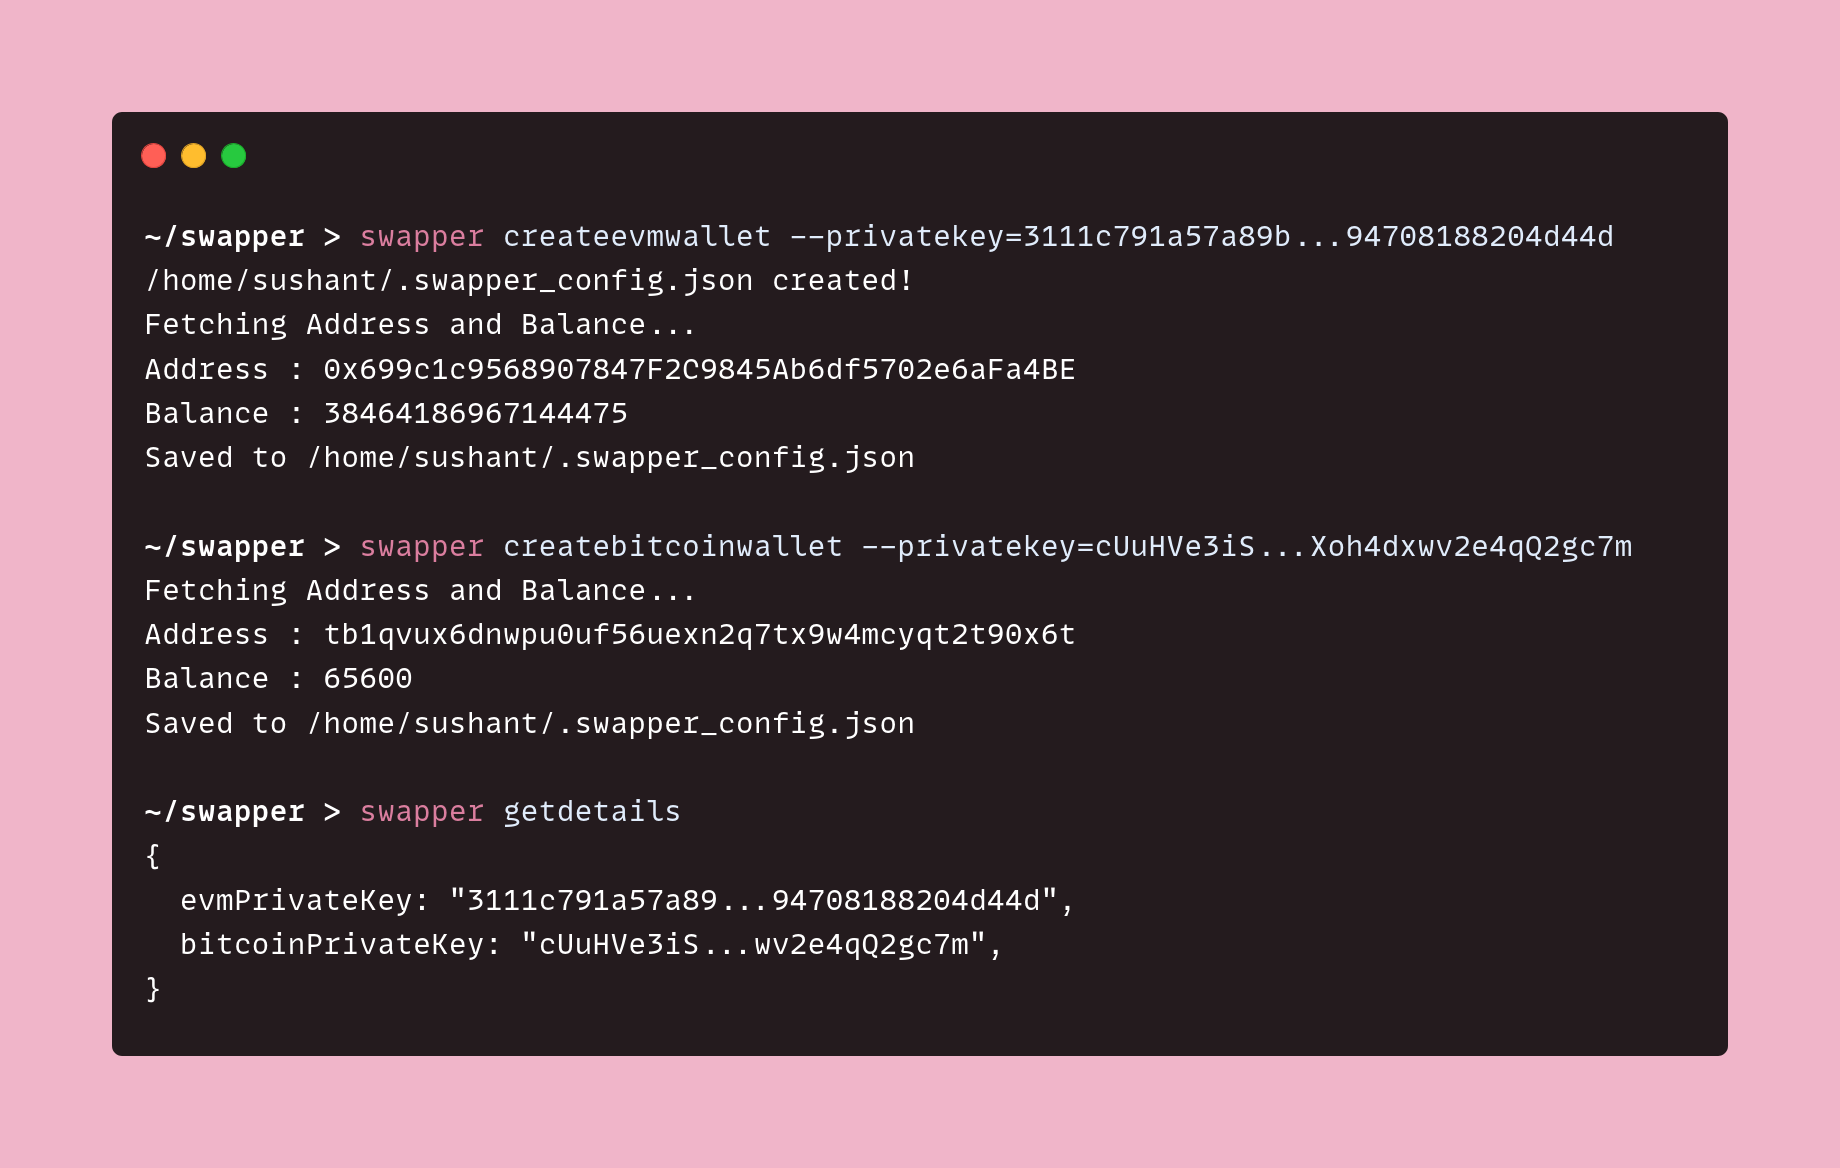 ~/swapper > swapper createevmwallet --privatekey=3111c791a57a89b...94708188204d44d
/home/sushant/.swapper_config.json created!
Fetching Address and Balance...
Address : 0x699c1c9568907847F2C9845Ab6df5702e6aFa4BE
Balance : 38464186967144475
Saved to /home/sushant/.swapper_config.json
~/swapper > swapper createbitcoinwallet --privatekey=cUuHVe3iS...Xoh4dxwv2e4qQ2gc7m
Fetching Address and Balance...
Address : tb1qvux6dnwpu0uf56uexn2q7tx9w4mcyqt2t90x6t
Balance : 65600
Saved to /home/sushant/.swapper_config.json
~/swapper > swapper getdetails
{
  evmPrivateKey: "3111c791a57a89...94708188204d44d",
  bitcoinPrivateKey: "cUuHVe3iS...wv2e4qQ2gc7m",
}